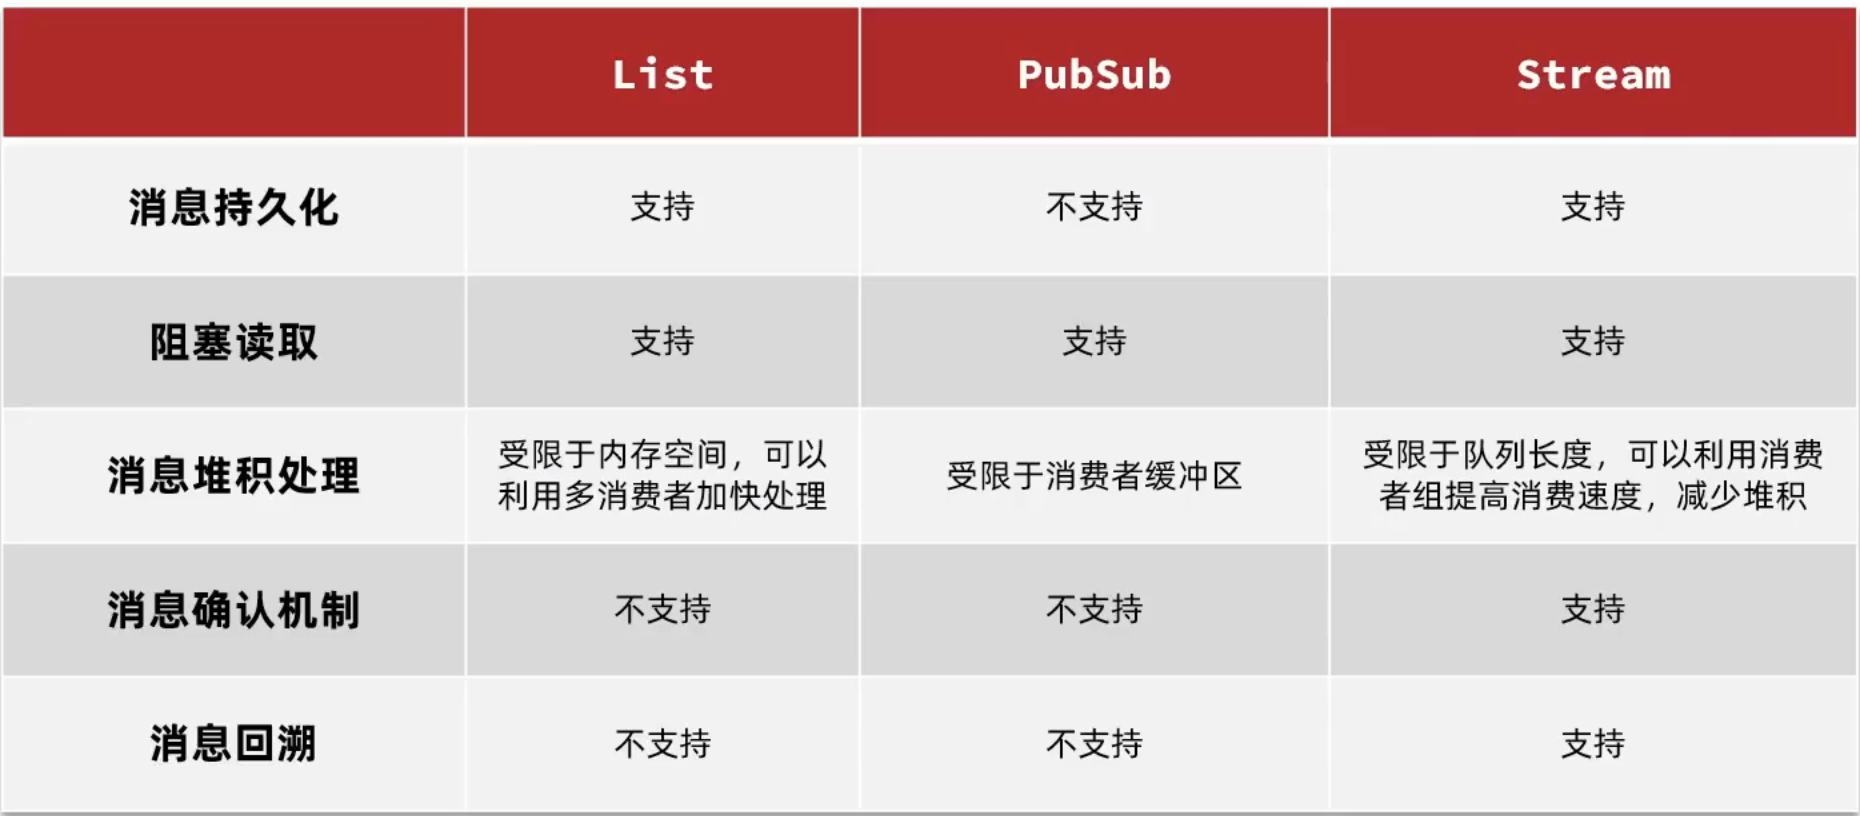 List PubSub Stream
消息持久化 支持 不支持 支持
阻塞读取 支持 支持 支持
消息堆积处理
受限于内存空间，可以
利用多消费者加快处理
受限于消费者缓冲区
受限于队列长度，可以利用消费
者组提高消费速度，减少堆积
消息确认机制 不支持 不支持 支持
消息回溯 不支持 不支持 支持